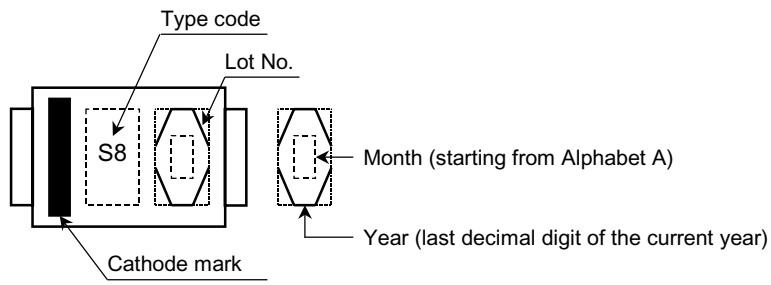 Type code
Lot No.
S8
Month (starting from Alphabet A)
Year (last decimal digit of the current year)
Cathode mark